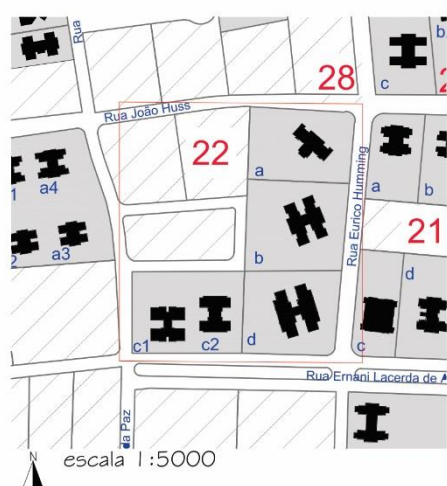 Rua
b
c
2
28
Rua João Huss
22
a
1
a4
a
b
Rua Eurico Humming
21
b
2
a3
d
c1
c2
d
c
Rua Ernani Lacerda de A
da Paz
N
escala 1:5000